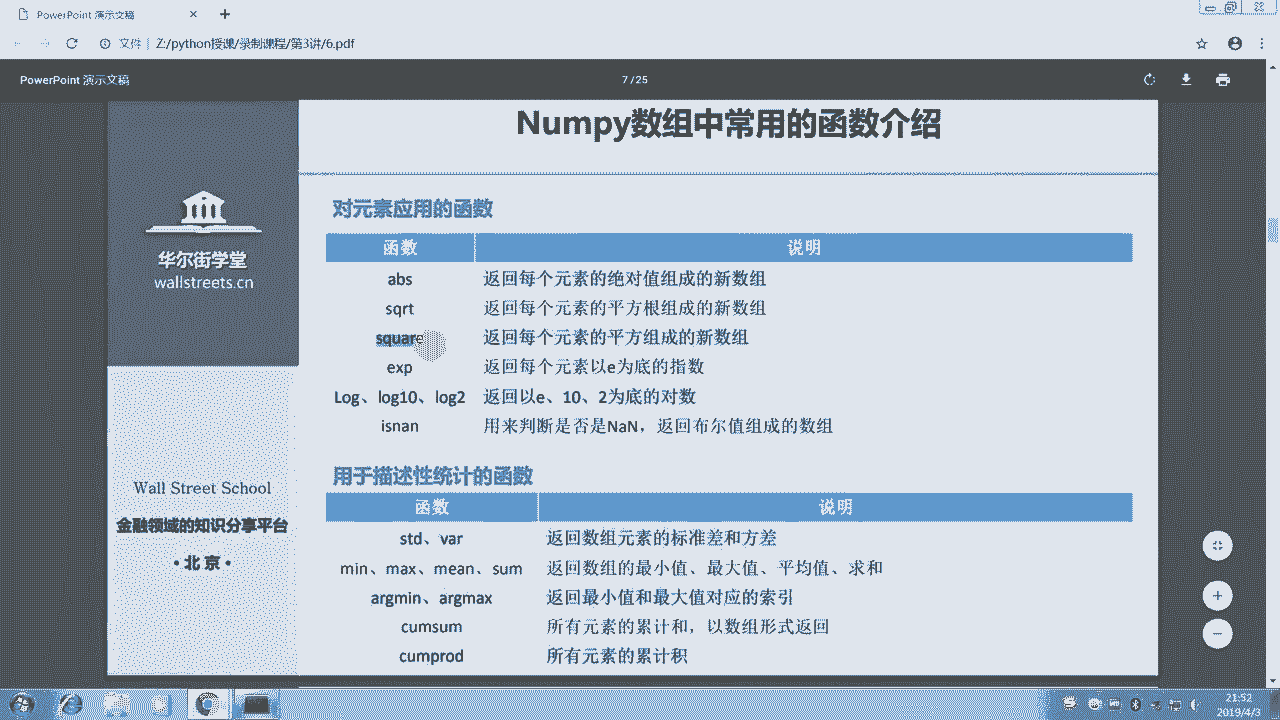 PowerPoint 演示文稿
文件 | Z:/python授课/录制课程/第3讲/6.pdf
PowerPoint 演示文稿
7 / 25
Numpy数组中常用的函数介绍
华尔街学堂
wallstreets.cn
Wall Street School
金融领域的知识分享平台
• 北 京 •
对元素应用的函数
函数 说明
abs 返回每个元素的绝对值组成的新数组
sqrt 返回每个元素的平方根组成的新数组
square 返回每个元素的平方组成的新数组
exp 返回每个元素以e为底的指数
Log、log10、log2 返回以e、10、2为底的对数
isnan 用来判断是否是NaN，返回布尔值组成的数组
用于描述性统计的函数
函数 说明
std、var 返回数组元素的标准差和方差
min、max、mean、sum 返回数组的最小值、最大值、平均值、求和
argmin、argmax 返回最小值和最大值对应的索引
cumsum 所有元素的累计和，以数组形式返回
cumprod 所有元素的累计积
21:52
2019/4/3